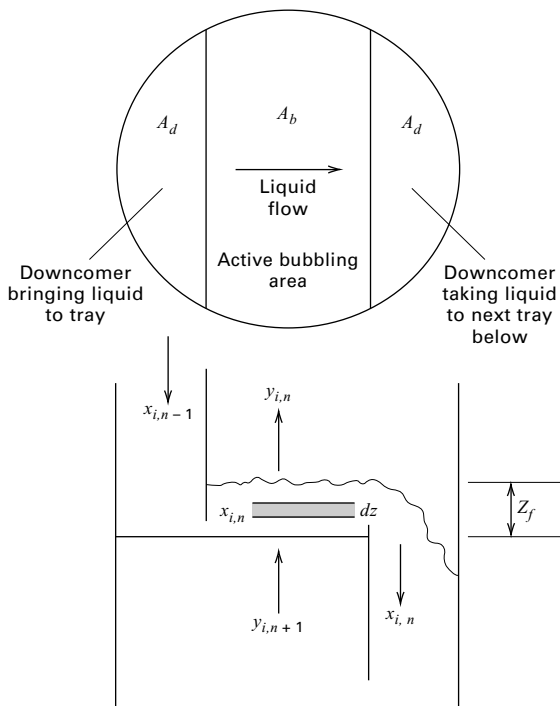 A_d
A_b
A_d
Liquid
flow
Active bubbling
area
Downcomer
bringing liquid
to tray
Downcomer
taking liquid
to next tray
below
x_{i,n-1}
y_{i,n}
x_{i,n}
dz
Z_f
y_{i,n+1}
x_{i, n}